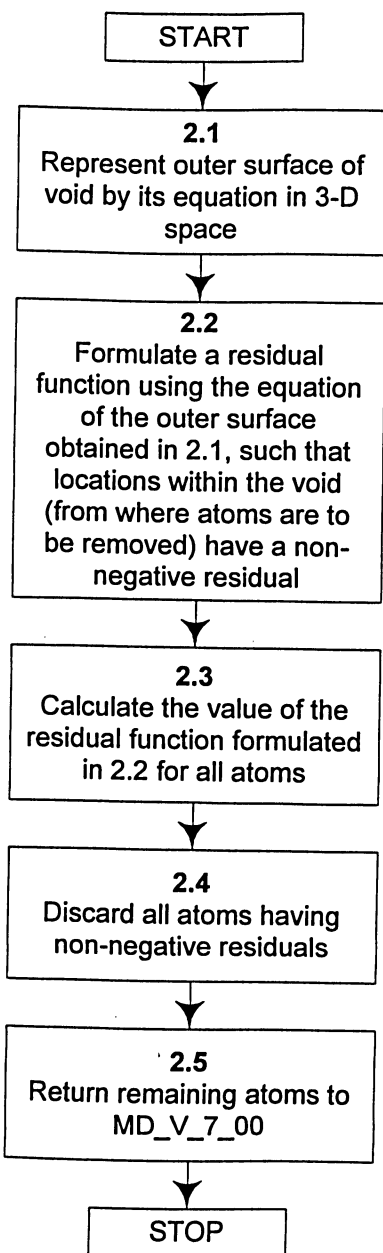 START
2.1
Represent outer surface of
void by its equation in 3-D
space
2.2
Formulate a residual
function using the equation
of the outer surface
obtained in 2.1, such that
locations within the void
(from where atoms are to
be removed) have a non-
negative residual
2.3
Calculate the value of the
residual function formulated
in 2.2 for all atoms
2.4
Discard all atoms having
non-negative residuals
2.5
Return remaining atoms to
MD_V_7_00
STOP